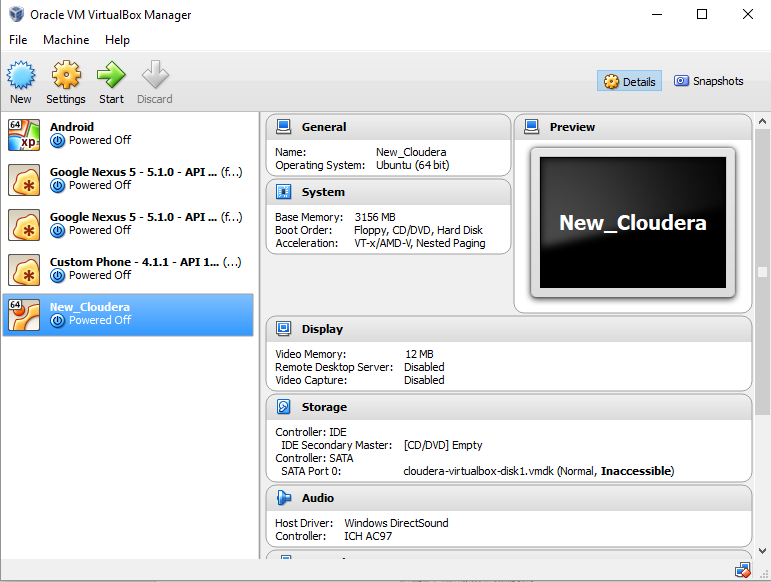 Oracle VM VirtualBox Manager
File Machine Help
New Settings Start Discard
Details Snapshots
64
xp
Android
Powered Off
Google Nexus 5 - 5.1.0 - API ... (f...)
Powered Off
Google Nexus 5 - 5.1.0 - API ... (f...)
Powered Off
Custom Phone - 4.1.1 - API 1... (...)
Powered Off
64
New_Cloudera
Powered Off
General
Name: New_Cloudera
Operating System: Ubuntu (64 bit)
System
Base Memory: 3156 MB
Boot Order: Floppy, CD/DVD, Hard Disk
Acceleration: VT-x/AMD-V, Nested Paging
Preview
New_Cloudera
Display
Video Memory: 12 MB
Remote Desktop Server: Disabled
Video Capture: Disabled
Storage
Controller: IDE
IDE Secondary Master: [CD/DVD] Empty
Controller: SATA
SATA Port 0: cloudera-virtualbox-disk1.vmdk (Normal, Inaccessible)
Audio
Host Driver: Windows DirectSound
Controller: ICH AC97